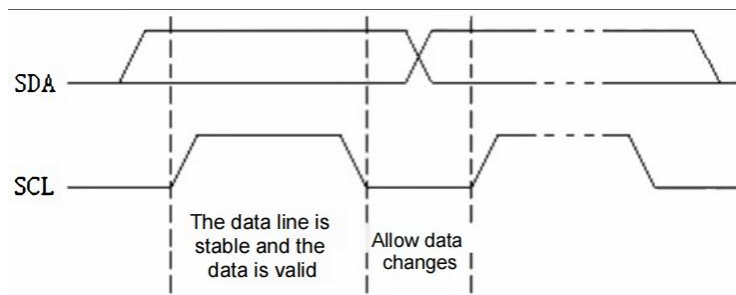 SDA
SCL
The data line is
stable and the
data is valid
Allow data
changes